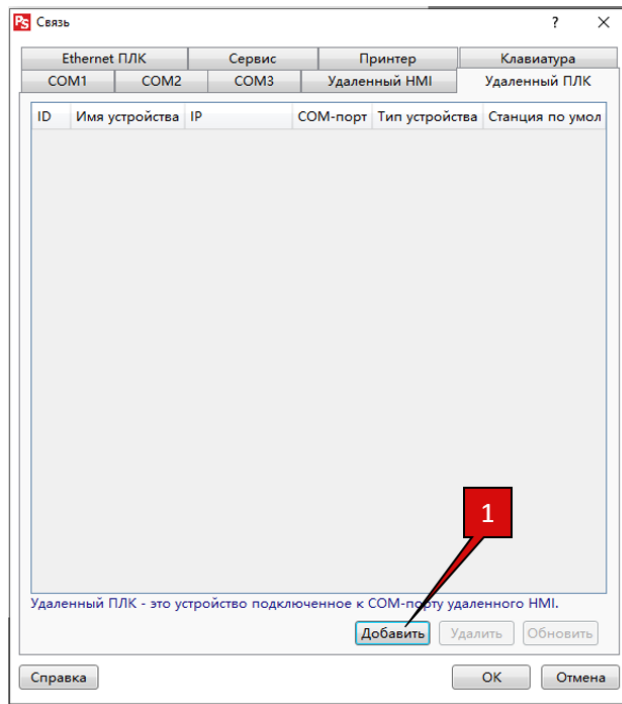 PS Связь ? ×
Ethernet ПЛК Сервис Принтер Клавиатура
COM1 COM2 COM3 Удаленный HMI Удаленный ПЛК
ID Имя устройства IP COM-порт Тип устройства Станция по умол
1
Удаленный ПЛК - это устройство подключенное к COM-порту удаленного HMI.
Добавить Удалить Обновить
Справка OK Отмена